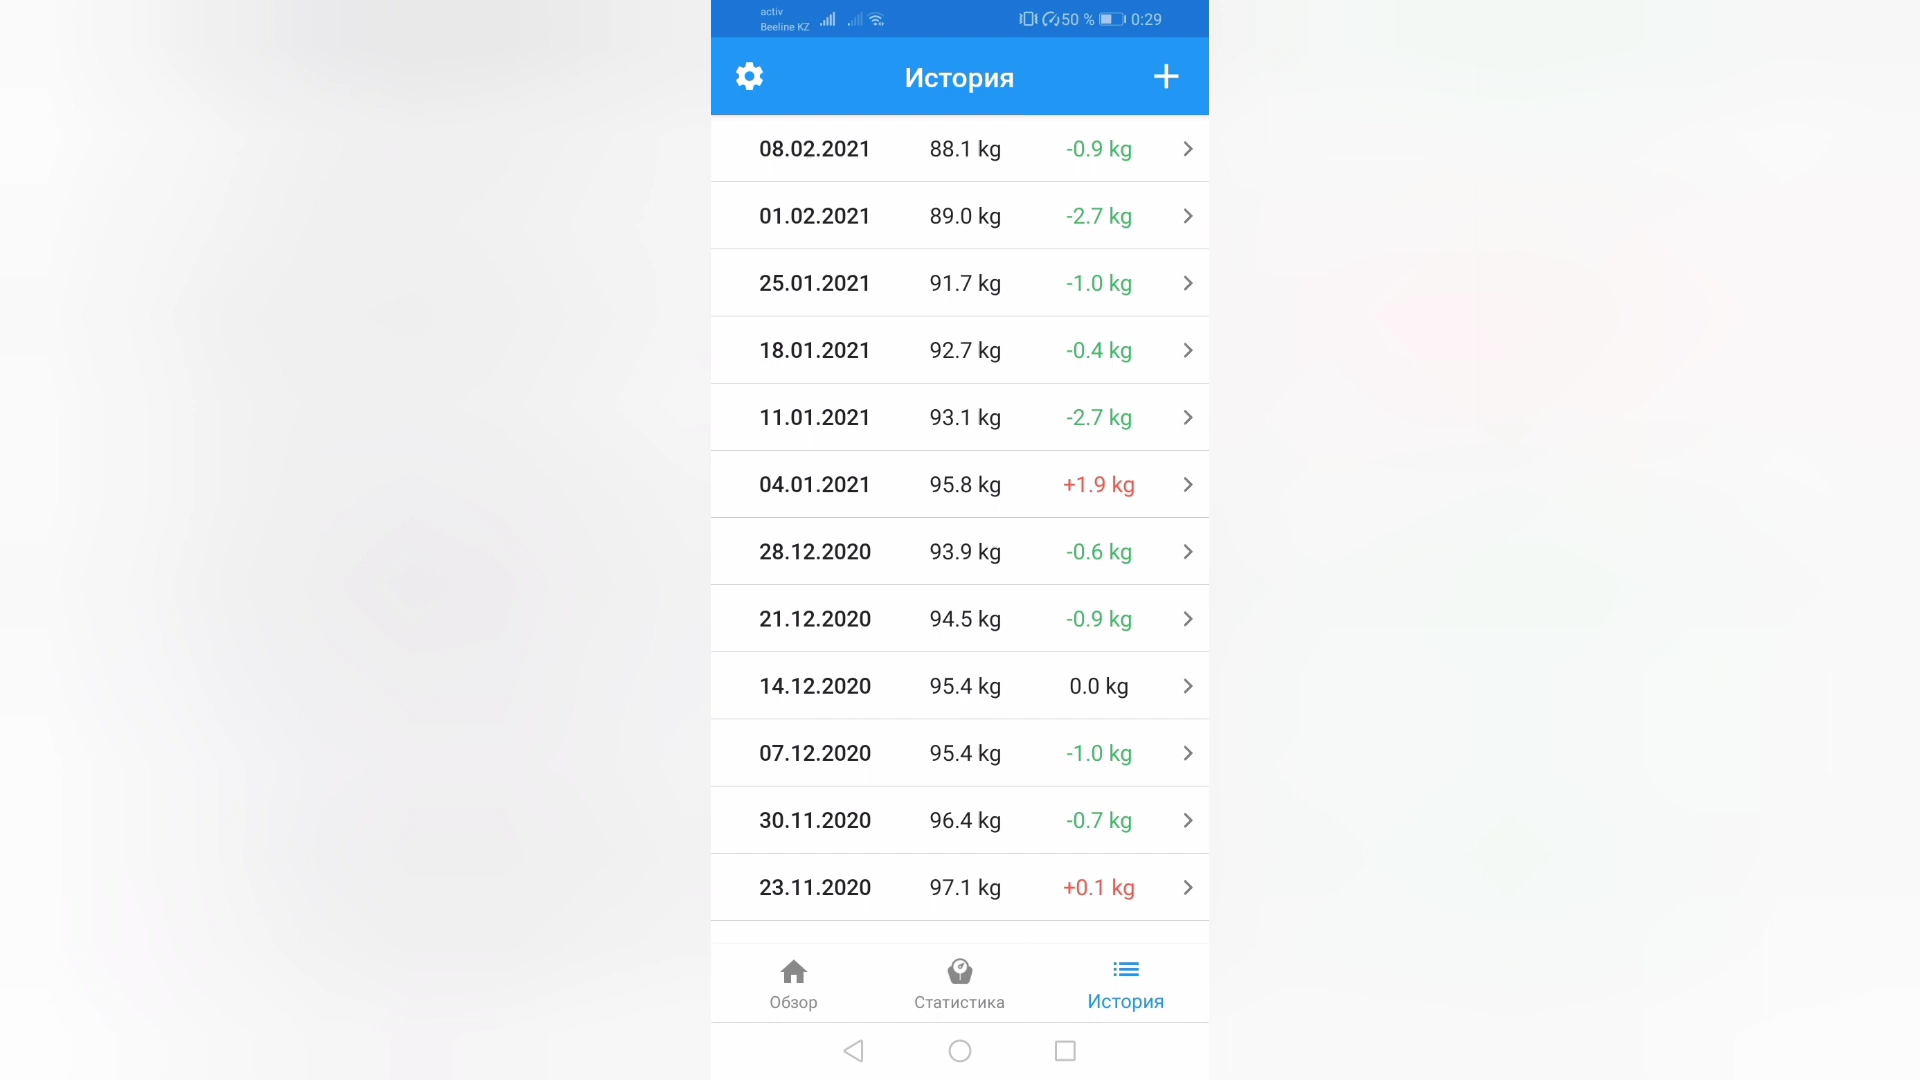 activ
Beeline KZ
50 %
0:29
История
08.02.2021 88.1 kg -0.9 kg
01.02.2021 89.0 kg -2.7 kg
25.01.2021 91.7 kg -1.0 kg
18.01.2021 92.7 kg -0.4 kg
11.01.2021 93.1 kg -2.7 kg
04.01.2021 95.8 kg +1.9 kg
28.12.2020 93.9 kg -0.6 kg
21.12.2020 94.5 kg -0.9 kg
14.12.2020 95.4 kg 0.0 kg
07.12.2020 95.4 kg -1.0 kg
30.11.2020 96.4 kg -0.7 kg
23.11.2020 97.1 kg +0.1 kg
Обзор Статистика История